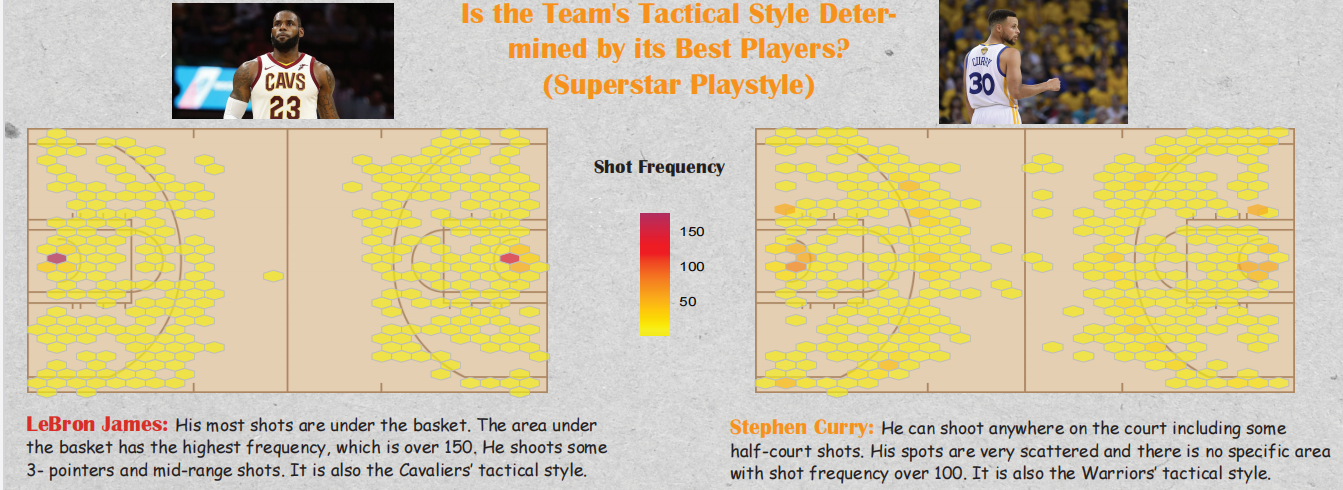 Is the Team's Tactical Style Deter-
mined by its Best Players?
(Superstar Playstyle)
CAVS
23
CURRY
30
Shot Frequency
150
100
50
LeBron James: His most shots are under the basket. The area under
the basket has the highest frequency, which is over 150. He shoots some
3- pointers and mid-range shots. It is also the Cavaliers' tactical style.
Stephen Curry: He can shoot anywhere on the court including some
half-court shots. His spots are very scattered and there is no specific area
with shot frequency over 100. It is also the Warriors' tactical style.